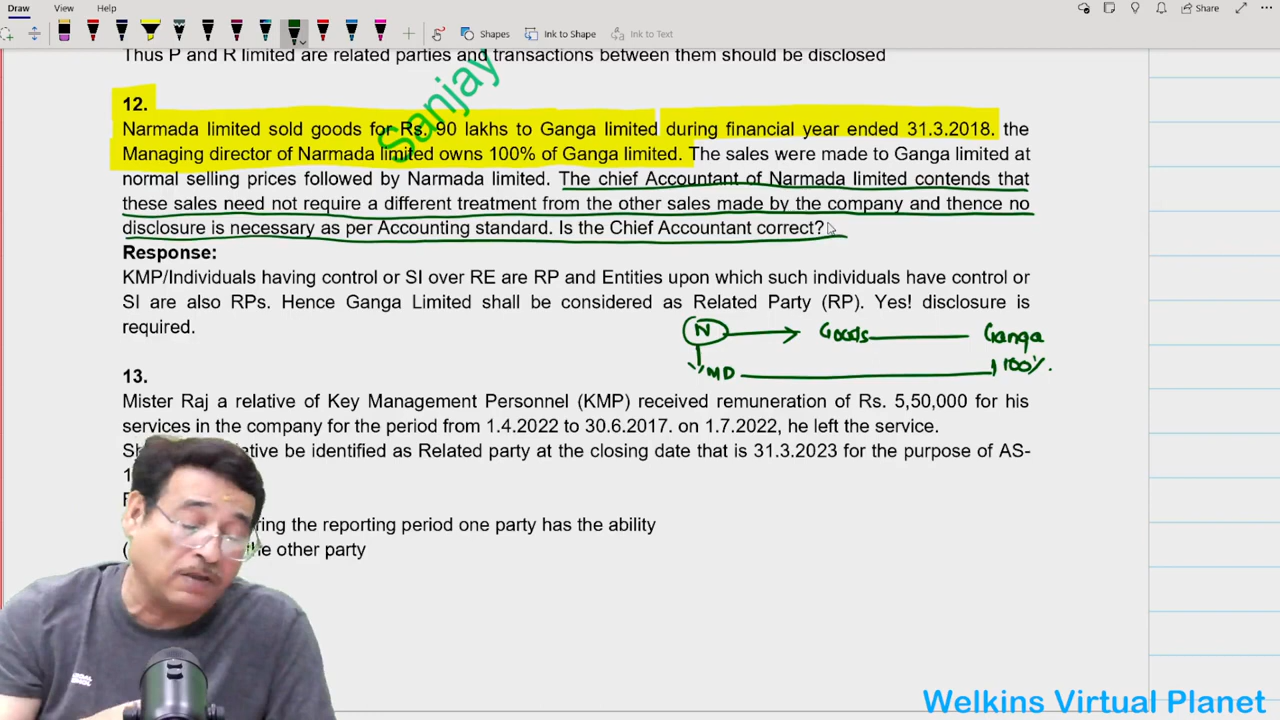 Draw View Help
Share
Shapes Ink to Shape Ink to Text
Thus P and R limited are related parties and transactions between them should be disclosed
Sanjay
12.
Narmada limited sold goods for Rs. 90 lakhs to Ganga limited during financial year ended 31.3.2018. the
Managing director of Narmada limited owns 100% of Ganga limited. The sales were made to Ganga limited at
normal selling prices followed by Narmada limited. The chief Accountant of Narmada limited contends that
these sales need not require a different treatment from the other sales made by the company and thence no
disclosure is necessary as per Accounting standard. Is the Chief Accountant correct?
Response:
KMP/Individuals having control or SI over RE are RP and Entities upon which such individuals have control or
SI are also RPs. Hence Ganga Limited shall be considered as Related Party (RP). Yes! disclosure is
required.
N Goods Ganga
MD 100%.
13.
Mister Raj a relative of Key Management Personnel (KMP) received remuneration of Rs. 5,50,000 for his
services in the company for the period from 1.4.2022 to 30.6.2017. on 1.7.2022, he left the service.
be identified as Related party at the closing date that is 31.3.2023 for the purpose of AS-
the reporting period one party has the ability
the other party
Welkins Virtual Planet